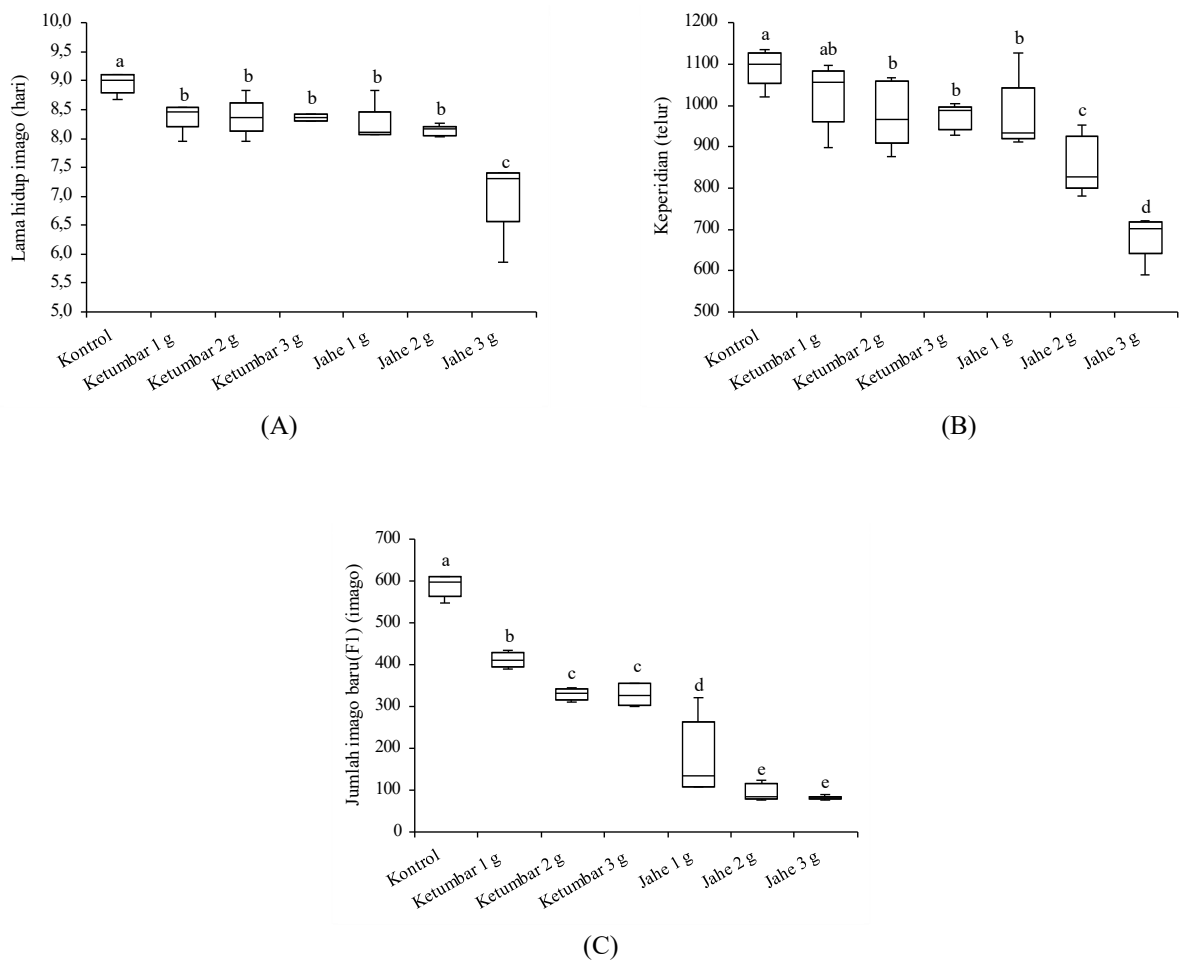 Lama hidup imago (hari)
10,0
9,5
9,0
8,5
8,0
7,5
7,0
6,5
6,0
5,5
5,0
a
b
b
b
b
b
c
Kontrol
Ketumbar 1 g
Ketumbar 2 g
Ketumbar 3 g
Jahe 1 g
Jahe 2 g
Jahe 3 g
(A)
Keperidian (telur)
1200
1100
1000
900
800
700
600
500
a
ab
b
b
b
c
d
Kontrol
Ketumbar 1 g
Ketumbar 2 g
Ketumbar 3 g
Jahe 1 g
Jahe 2 g
Jahe 3 g
(B)
Jumlah imago baru(F1) (imago)
700
600
500
400
300
200
100
0
a
b
c
c
d
e
e
Kontrol
Ketumbar 1 g
Ketumbar 2 g
Ketumbar 3 g
Jahe 1 g
Jahe 2 g
Jahe 3 g
(C)